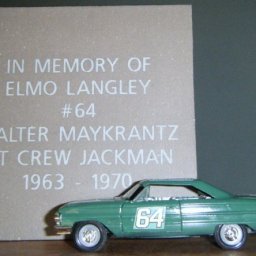 IN MEMORY OF
ELMO LANGLEY
#64
ALTER MAYKRANTZ
T CREW JACKMAN
1963 - 1970
64